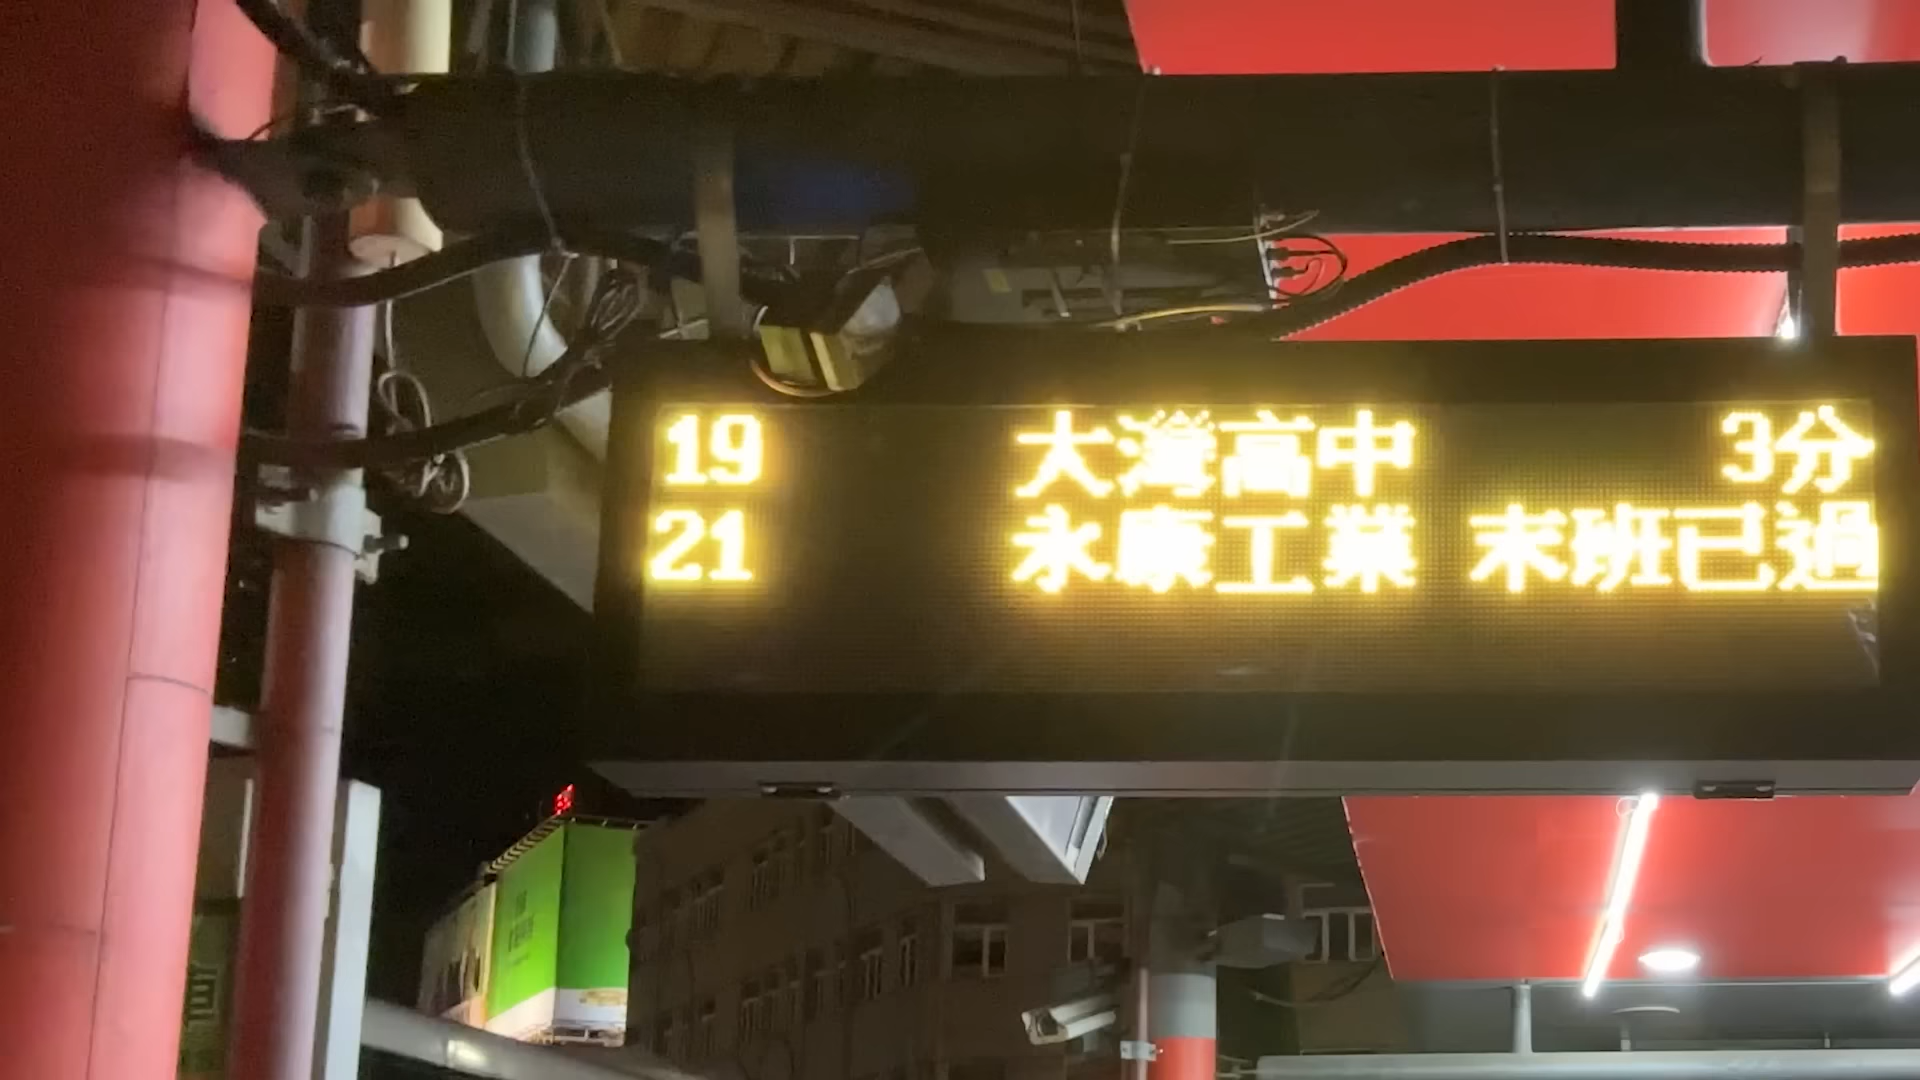 19 大灣高中 3分
21 永康工業 末班已過